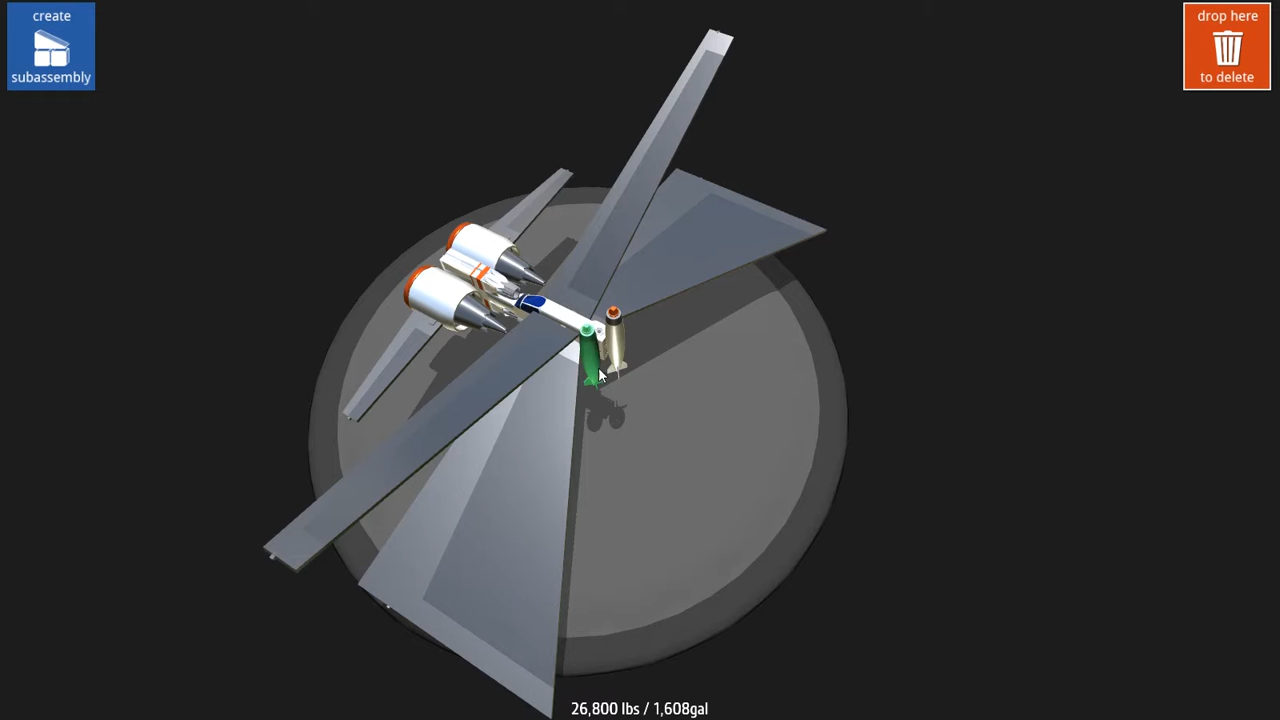 create
subassembly
drop here
to delete
26,800 lbs / 1,608gal